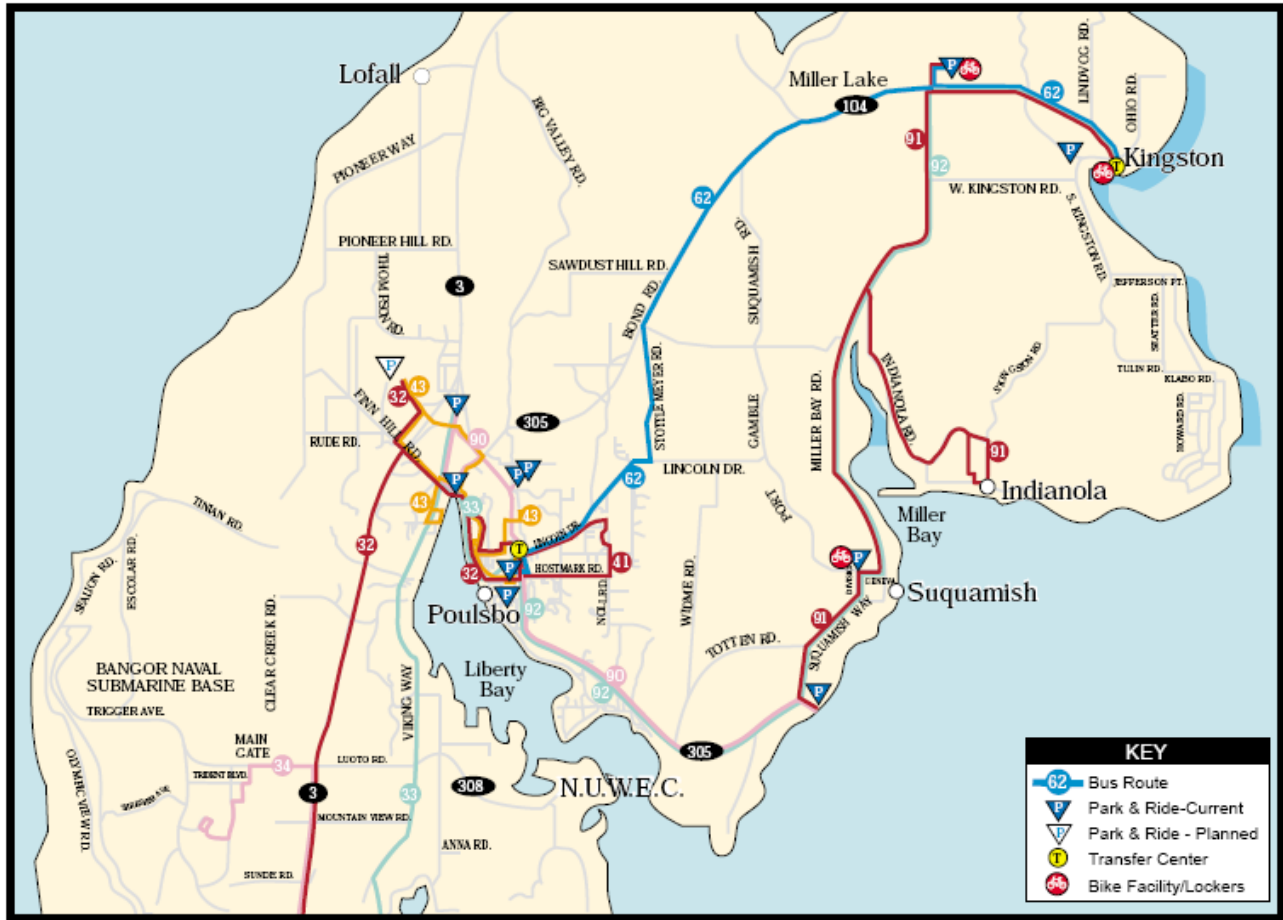 Lofall
Miller Lake
104
62
LINDVOG RD.
OHIO RD.
BIG VALLEY RD.
91
92
Kingston
T
P
PIONEER WAY
62
W. KINGSTON RD.
S. KINGSTON RD.
PIONEER HILL RD.
THOMPSON RD.
3
SAWDUST HILL RD.
BOND RD.
SUQUAMISH
RD.
JEFFERSON PT.
SEATTER RD.
STOTTLEMEYER RD.
S KINGSTON RD.
TULIN RD.
KLABO RD.
HOWARD RD.
P
43
32
FINN HILL RD.
P
305
90
RUDE RD.
GAMBLE
MILLER BAY RD.
INDIANOLA RD.
91
Indianola
P
P
P
62
LINCOLN DR.
PORT
43
33
43
TINIAN RD.
Miller
Bay
LINCOLN DR.
T
32
HOSTMARK RD.
41
P
32
P
Poulsbo
92
NOLL RD.
WIDME RD.
P
DIVISION
GENEVA
Suquamish
SEALION RD.
ESCOLAR RD.
CLEAR CREEK RD.
91
SUQUAMISH WAY
TOTTEN RD.
BANGOR NAVAL
SUBMARINE BASE
TRIGGER AVE.
VIKING WAY
Liberty
Bay
90
92
P
305
MAIN
GATE
34
LUOTO RD.
TRIDENT BLVD.
OLYMPIC VIEW RD.
3
33
308
N.U.W.E.C.
MOUNTAIN VIEW RD.
ANNA RD.
SUNDE RD.
KEY
62 Bus Route
P Park & Ride-Current
P Park & Ride - Planned
T Transfer Center
Bike Facility/Lockers